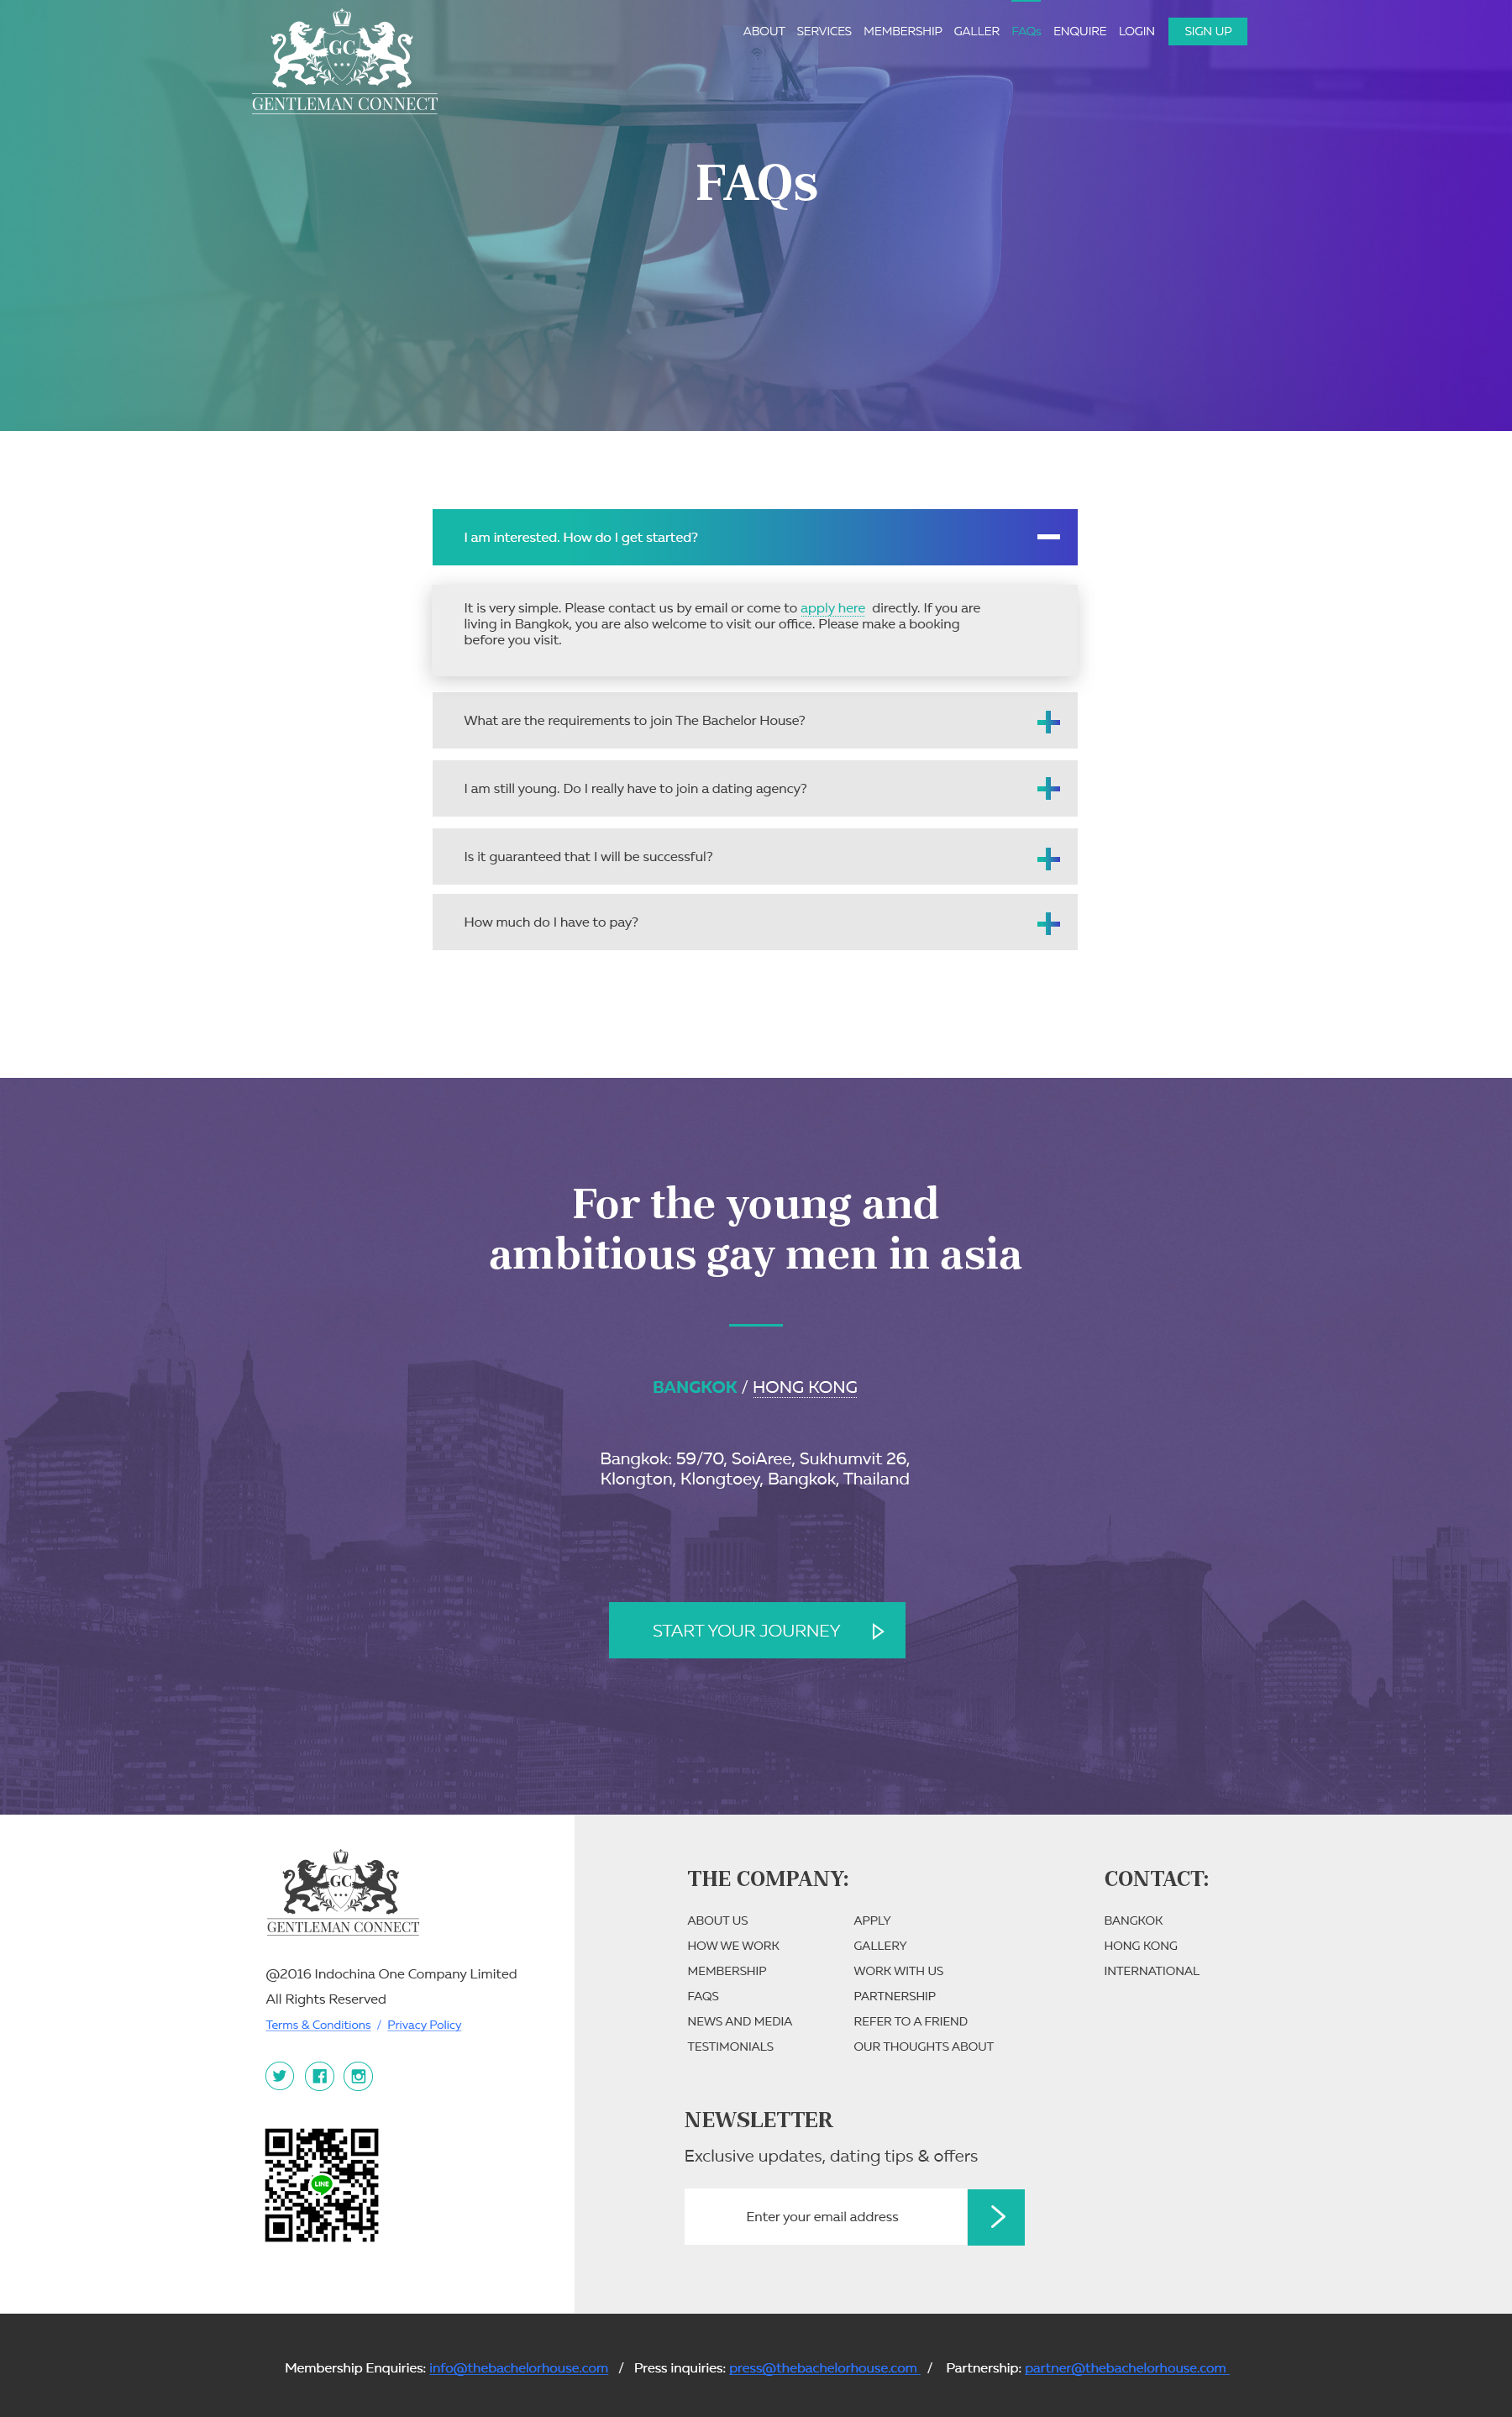 GC
GENTLEMAN CONNECT
ABOUT SERVICES MEMBERSHIP GALLER FAQs ENQUIRE LOGIN SIGN UP
FAQs
I am interested. How do I get started?
It is very simple. Please contact us by email or come to apply here directly. If you are
living in Bangkok, you are also welcome to visit our office. Please make a booking
before you visit.
What are the requirements to join The Bachelor House?
I am still young. Do I really have to join a dating agency?
Is it guaranteed that I will be successful?
How much do I have to pay?
For the young and
ambitious gay men in asia
BANGKOK / HONG KONG
Bangkok: 59/70, SoiAree, Sukhumvit 26,
Klongton, Klongtoey, Bangkok, Thailand
START YOUR JOURNEY
GC
GENTLEMAN CONNECT
@2016 Indochina One Company Limited
All Rights Reserved
Terms & Conditions / Privacy Policy
LINE
THE COMPANY:
ABOUT US
HOW WE WORK
MEMBERSHIP
FAQS
NEWS AND MEDIA
TESTIMONIALS
APPLY
GALLERY
WORK WITH US
PARTNERSHIP
REFER TO A FRIEND
OUR THOUGHTS ABOUT
CONTACT:
BANGKOK
HONG KONG
INTERNATIONAL
NEWSLETTER
Exclusive updates, dating tips & offers
Enter your email address
Membership Enquiries: info@thebachelorhouse.com / Press inquiries: press@thebachelorhouse.com / Partnership: partner@thebachelorhouse.com